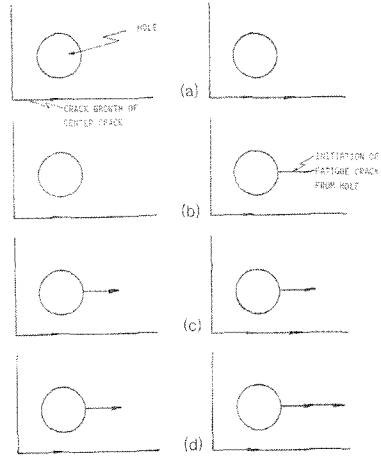 HOLE
(a)
CRACK GROWTH OF
CENTER CRACK
(b)
INITIATION OF
FATIGUE CRACK
FROM HOLE
(c)
(d)